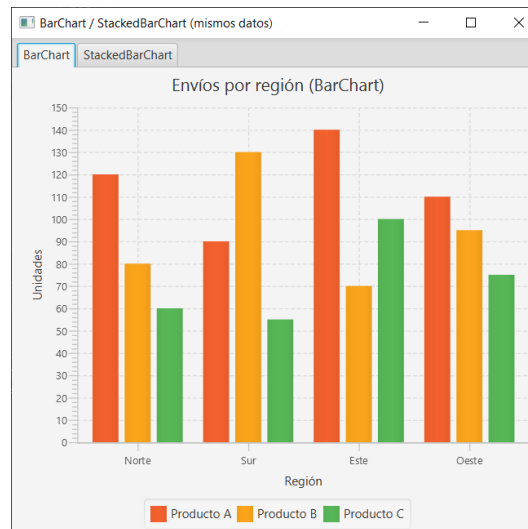 BarChart / StackedBarChart (mismos datos)
BarChart StackedBarChart
Envíos por región (BarChart)
Unidades
150
140
130
120
110
100
90
80
70
60
50
40
30
20
10
0
Norte Sur Este Oeste
Región
Producto A Producto B Producto C